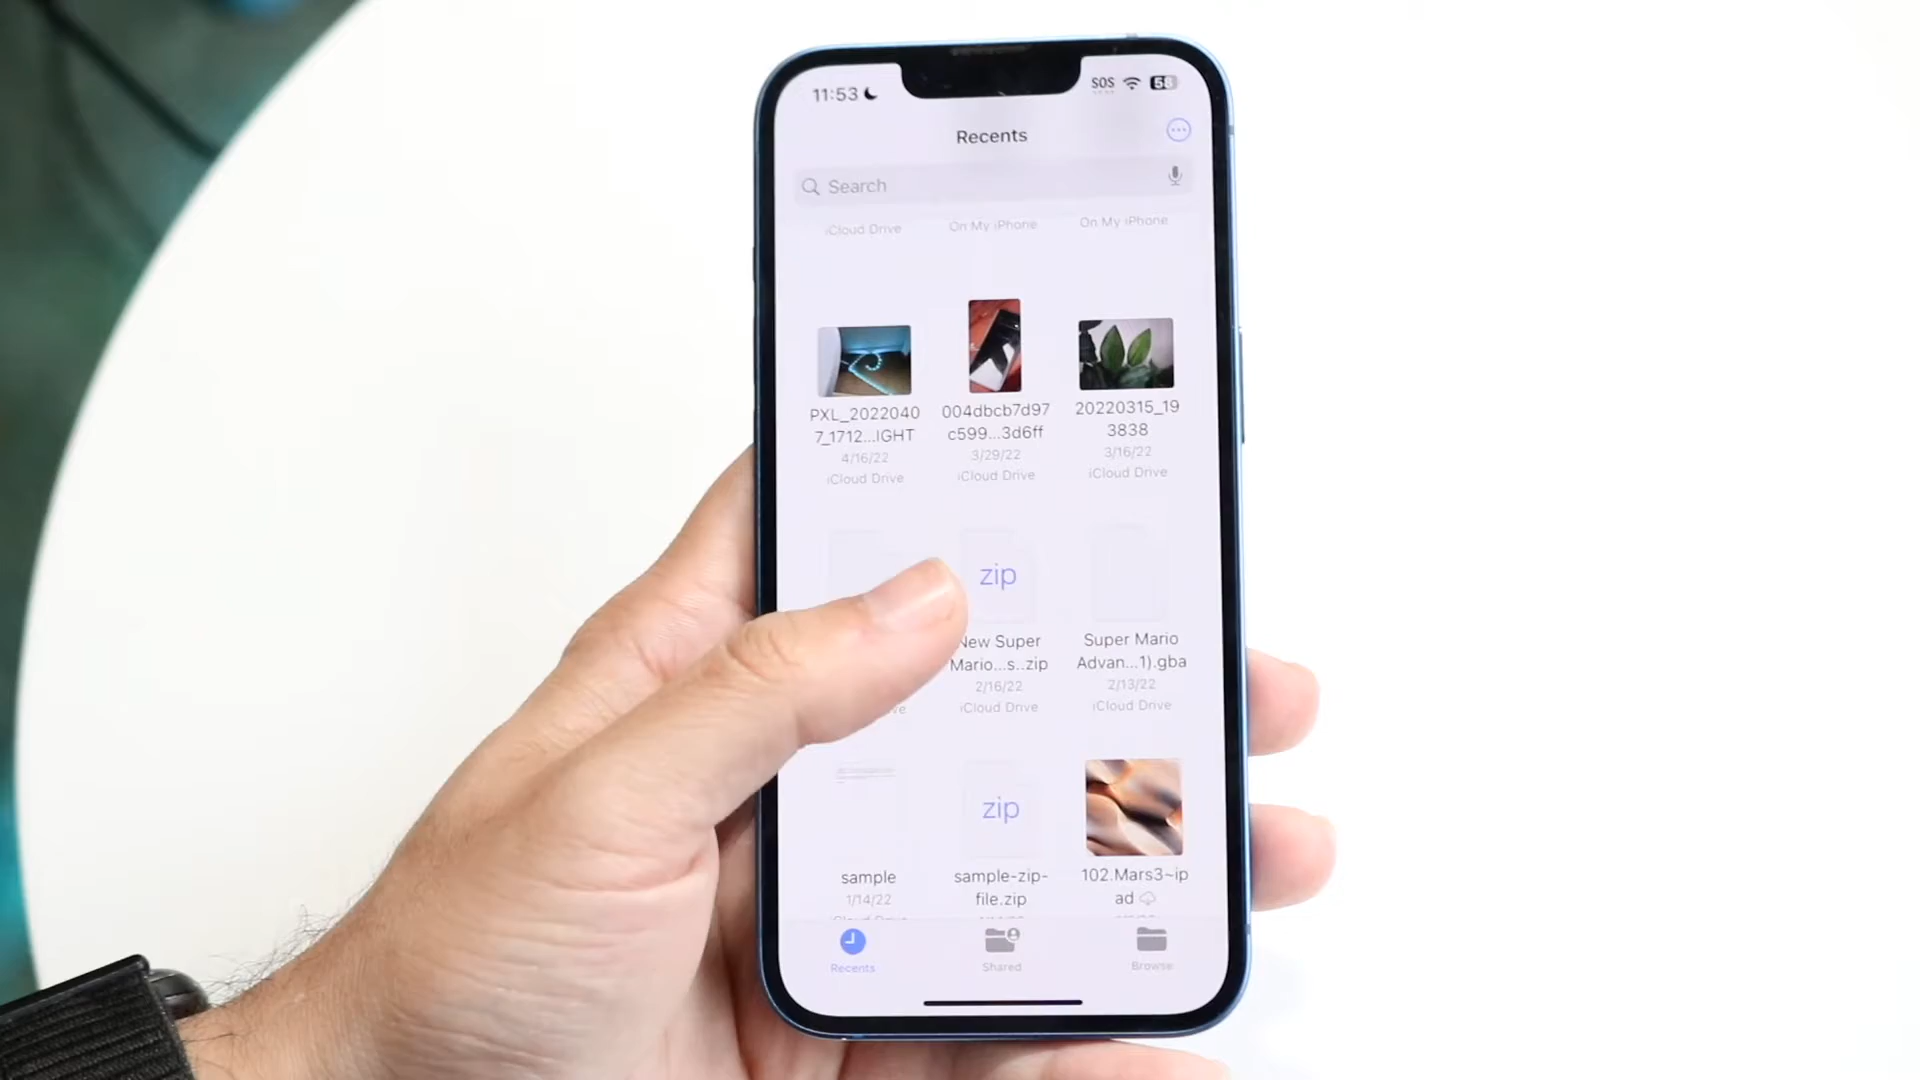 11:53
SOS
58
Recents
Search
iCloud Drive
On My iPhone
On My iPhone
PXL_2022040
7_1712...IGHT
4/16/22
iCloud Drive
004dbcb7d97
c599...3d6ff
3/29/22
iCloud Drive
20220315_19
3838
3/16/22
iCloud Drive
zip
New Super
Mario...s..zip
2/16/22
iCloud Drive
Super Mario
Advan...1).gba
2/13/22
iCloud Drive
sample
1/14/22
iCloud Drive
zip
sample-zip-
file.zip
102.Mars3~ip
ad
Recents
Shared
Browse